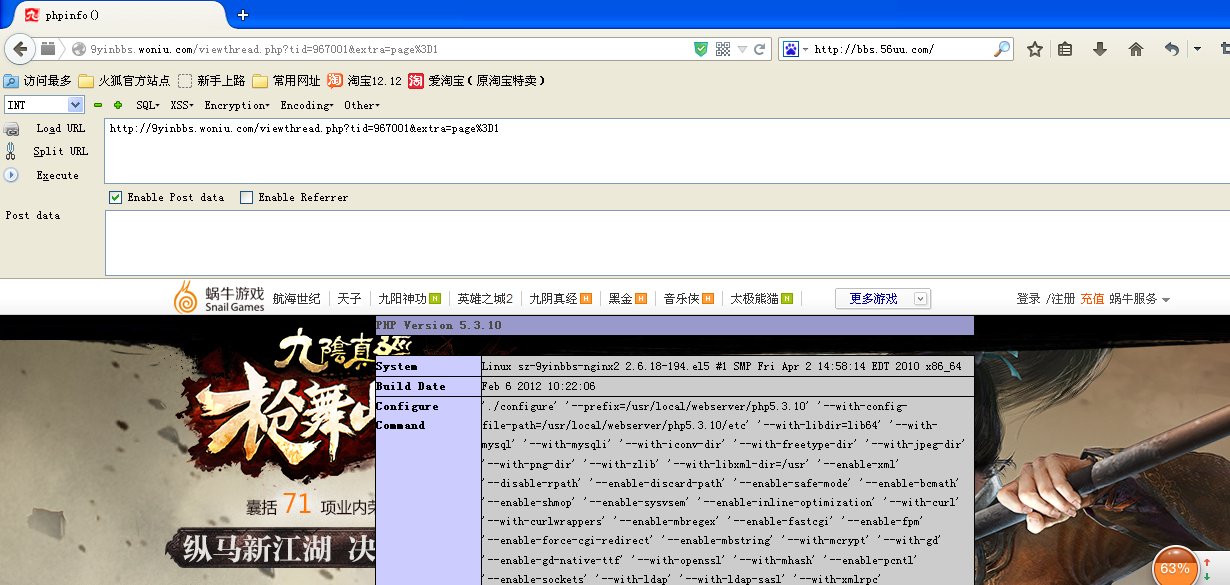 phpinfo()
9yinbbs.woniu.com/viewthread.php?tid=967001&extra=page%3D1
http://bbs.56uu.com/
访问最多 火狐官方站点 新手上路 常用网址 淘宝12.12 爱淘宝（原淘宝特卖）
INT SQL XSS Encryption Encoding Other
Load URL
http://9yinbbs.woniu.com/viewthread.php?tid=967001&extra=page%3D1
Split URL
Execute
Enable Post data Enable Referrer
Post data
蜗牛游戏 Snail Games 航海世纪 天子 九阳神功 N 英雄之城2 九阴真经 H 黑金 H 音乐侠 H 太极熊猫 N 更多游戏 登录 /注册 充值 蜗牛服务
PHP Version 5.3.10
九陰真
枪舞
囊括 71 项业内
纵马新江湖 决
System Linux sz-9yinbbs-nginx2 2.6.18-194.el5 #1 SMP Fri Apr 2 14:58:14 EDT 2010 x86_64
Build Date Feb 6 2012 10:22:06
Configure Command './configure' '--prefix=/usr/local/webserver/php5.3.10' '--with-config-
file-path=/usr/local/webserver/php5.3.10/etc' '--with-libdir=lib64' '--with-
mysql' '--with-mysqli' '--with-iconv-dir' '--with-freetype-dir' '--with-jpeg-dir'
'--with-png-dir' '--with-zlib' '--with-libxml-dir=/usr' '--enable-xml'
'--disable-rpath' '--enable-discard-path' '--enable-safe-mode' '--enable-bcmath'
'--enable-shmop' '--enable-sysvsem' '--enable-inline-optimization' '--with-curl'
'--with-curlwrappers' '--enable-mbregex' '--enable-fastcgi' '--enable-fpm'
'--enable-force-cgi-redirect' '--enable-mbstring' '--with-mcrypt' '--with-gd'
'--enable-gd-native-ttf' '--with-openssl' '--with-mhash' '--enable-pcntl'
'--enable-sockets' '--with-ldap' '--with-ldap-sasl' '--with-xmlrpc'
63%